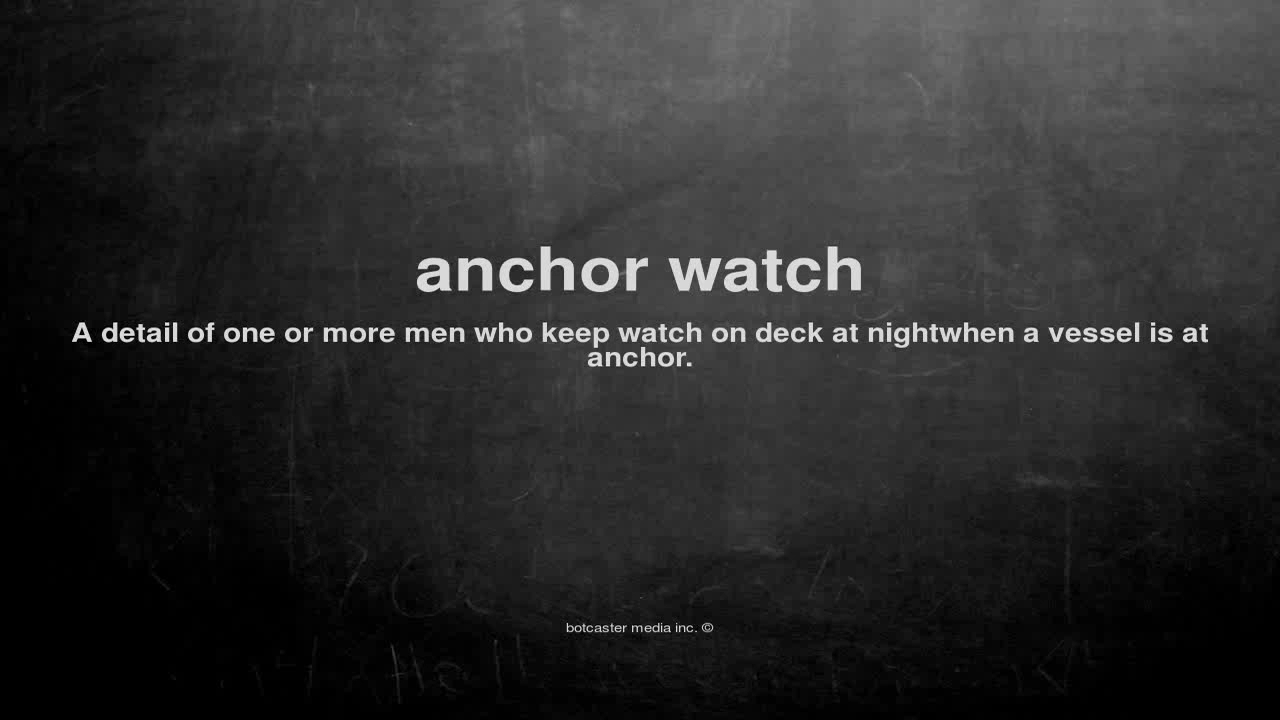 anchor watch
A detail of one or more men who keep watch on deck at nightwhen a vessel is at
anchor.
botcaster media inc. ©